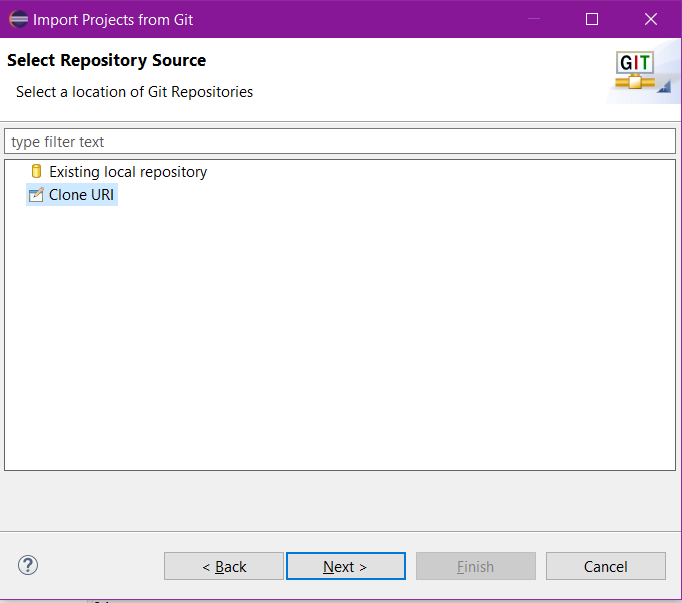 Import Projects from Git
Select Repository Source
Select a location of Git Repositories
GIT
type filter text
Existing local repository
Clone URI
?
< Back
Next >
Finish
Cancel